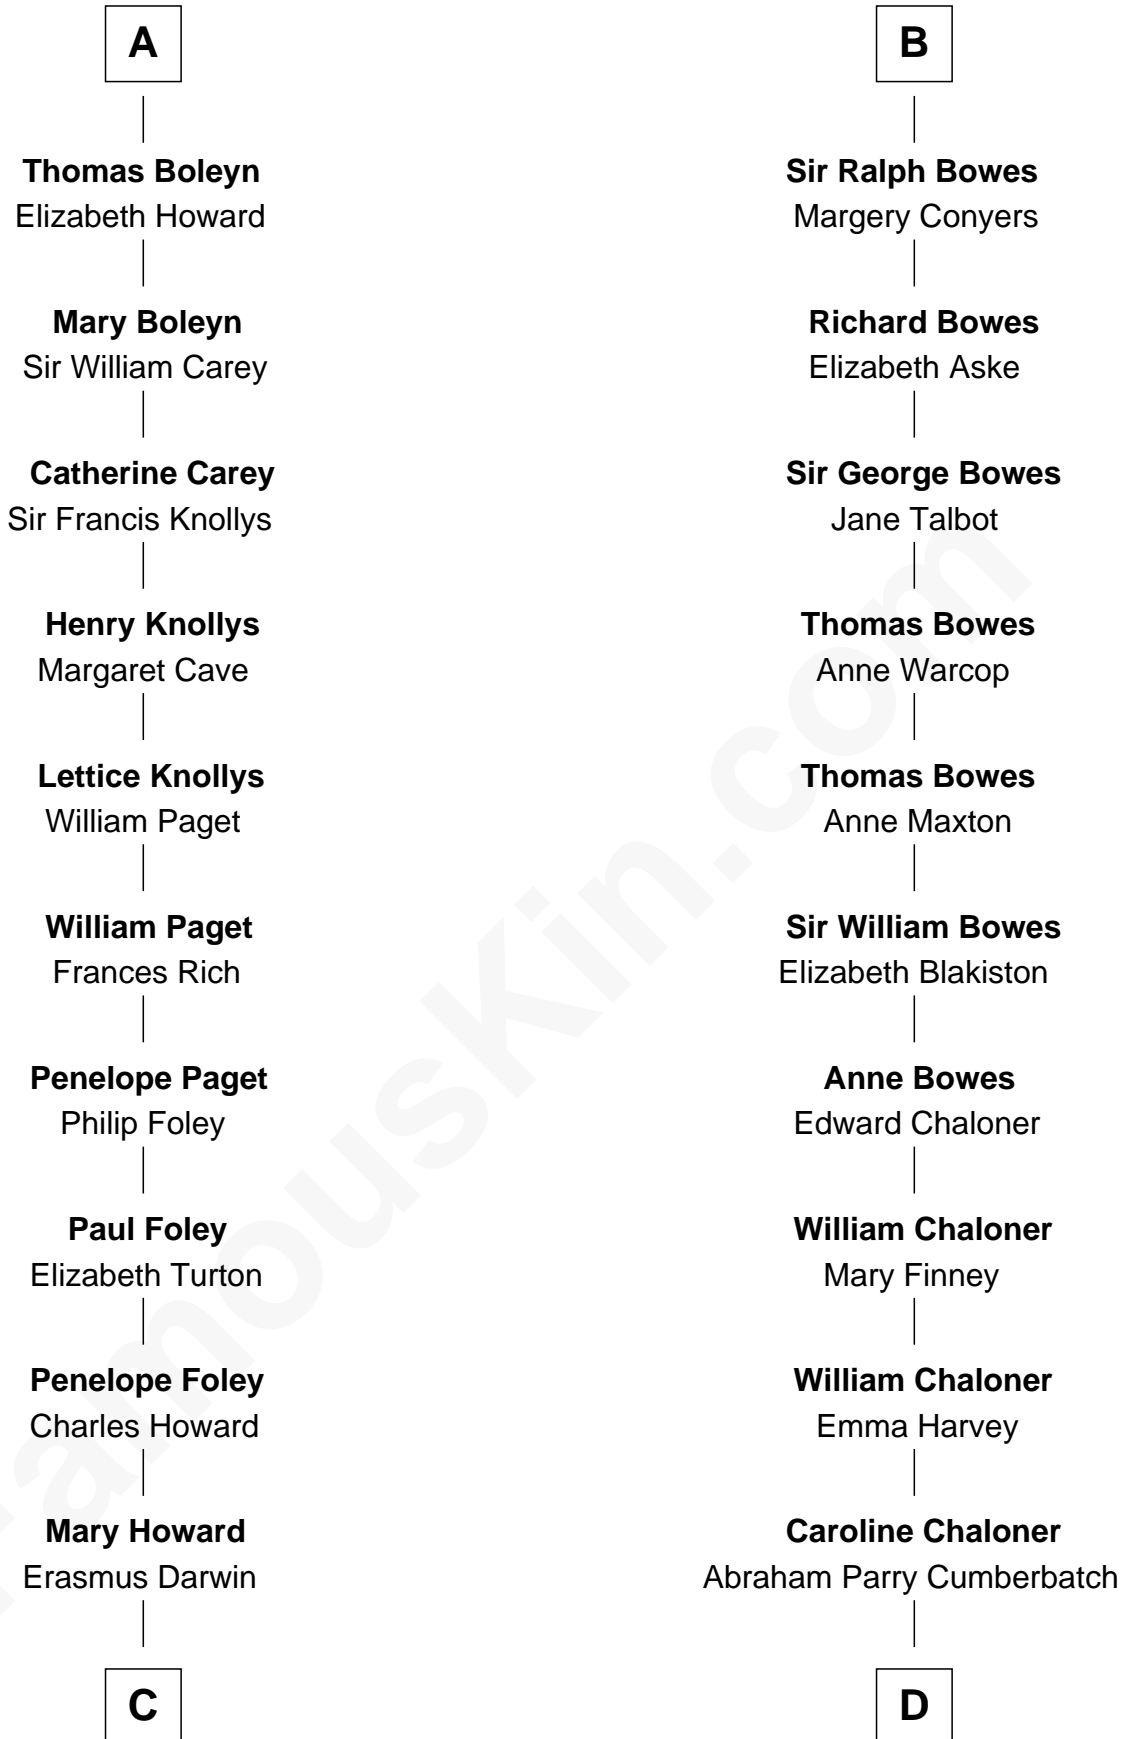 A
Thomas Boleyn
Elizabeth Howard
Mary Boleyn
Sir William Carey
Catherine Carey
Sir Francis Knollys
Henry Knollys
Margaret Cave
Lettice Knollys
William Paget
William Paget
Frances Rich
Penelope Paget
Philip Foley
Paul Foley
Elizabeth Turton
Penelope Foley
Charles Howard
Mary Howard
Erasmus Darwin
C
B
Sir Ralph Bowes
Margery Conyers
Richard Bowes
Elizabeth Aske
Sir George Bowes
Jane Talbot
Thomas Bowes
Anne Warcop
Thomas Bowes
Anne Maxton
Sir William Bowes
Elizabeth Blakiston
Anne Bowes
Edward Chaloner
William Chaloner
Mary Finney
William Chaloner
Emma Harvey
Caroline Chaloner
Abraham Parry Cumberbatch
D
FamousKin.com